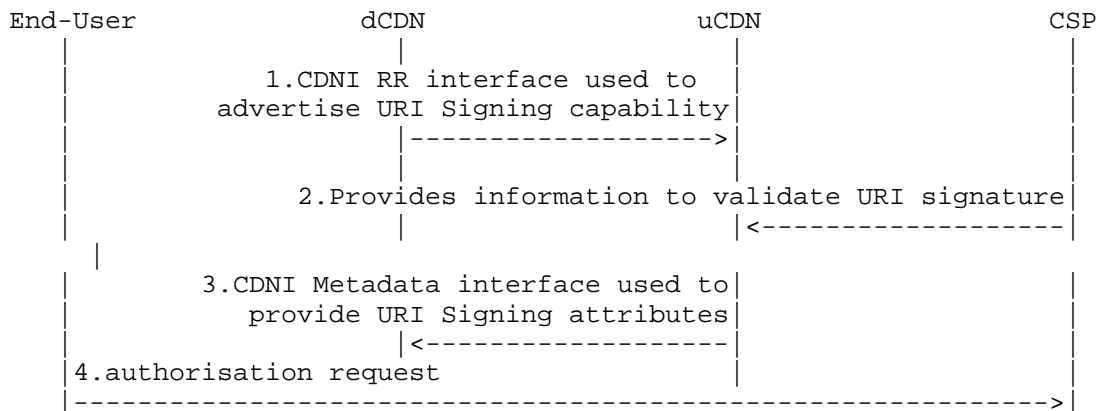 End-User dCDN uCDN CSP
1.CDNI RR interface used to
advertise URI Signing capability
2.Provides information to validate URI signature
3.CDNI Metadata interface used to
provide URI Signing attributes
4.authorisation request